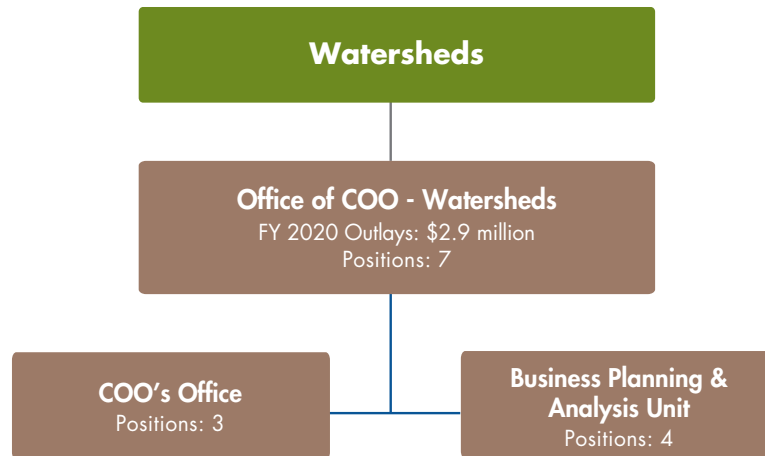 Watersheds
Office of COO - Watersheds
FY 2020 Outlays: $2.9 million
Positions: 7
COO's Office
Positions: 3
Business Planning &
Analysis Unit
Positions: 4